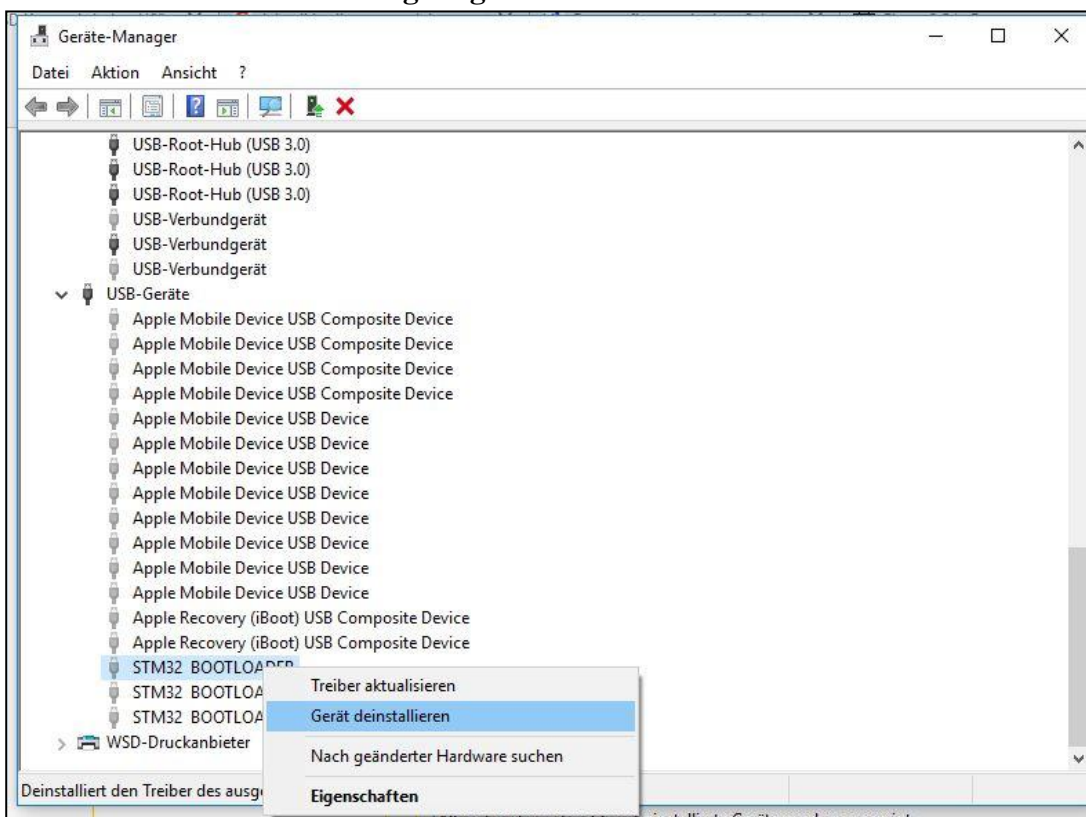 Geräte-Manager
Datei Aktion Ansicht ?
USB-Root-Hub (USB 3.0)
USB-Root-Hub (USB 3.0)
USB-Root-Hub (USB 3.0)
USB-Verbundgerät
USB-Verbundgerät
USB-Verbundgerät
USB-Geräte
Apple Mobile Device USB Composite Device
Apple Mobile Device USB Composite Device
Apple Mobile Device USB Composite Device
Apple Mobile Device USB Composite Device
Apple Mobile Device USB Device
Apple Mobile Device USB Device
Apple Mobile Device USB Device
Apple Mobile Device USB Device
Apple Mobile Device USB Device
Apple Mobile Device USB Device
Apple Mobile Device USB Device
Apple Mobile Device USB Device
Apple Recovery (iBoot) USB Composite Device
Apple Recovery (iBoot) USB Composite Device
STM32 BOOTLOADER
STM32 BOOTLOA
STM32 BOOTLOA
WSD-Druckanbieter
Treiber aktualisieren
Gerät deinstallieren
Nach geänderter Hardware suchen
Eigenschaften
Deinstalliert den Treiber des ausg